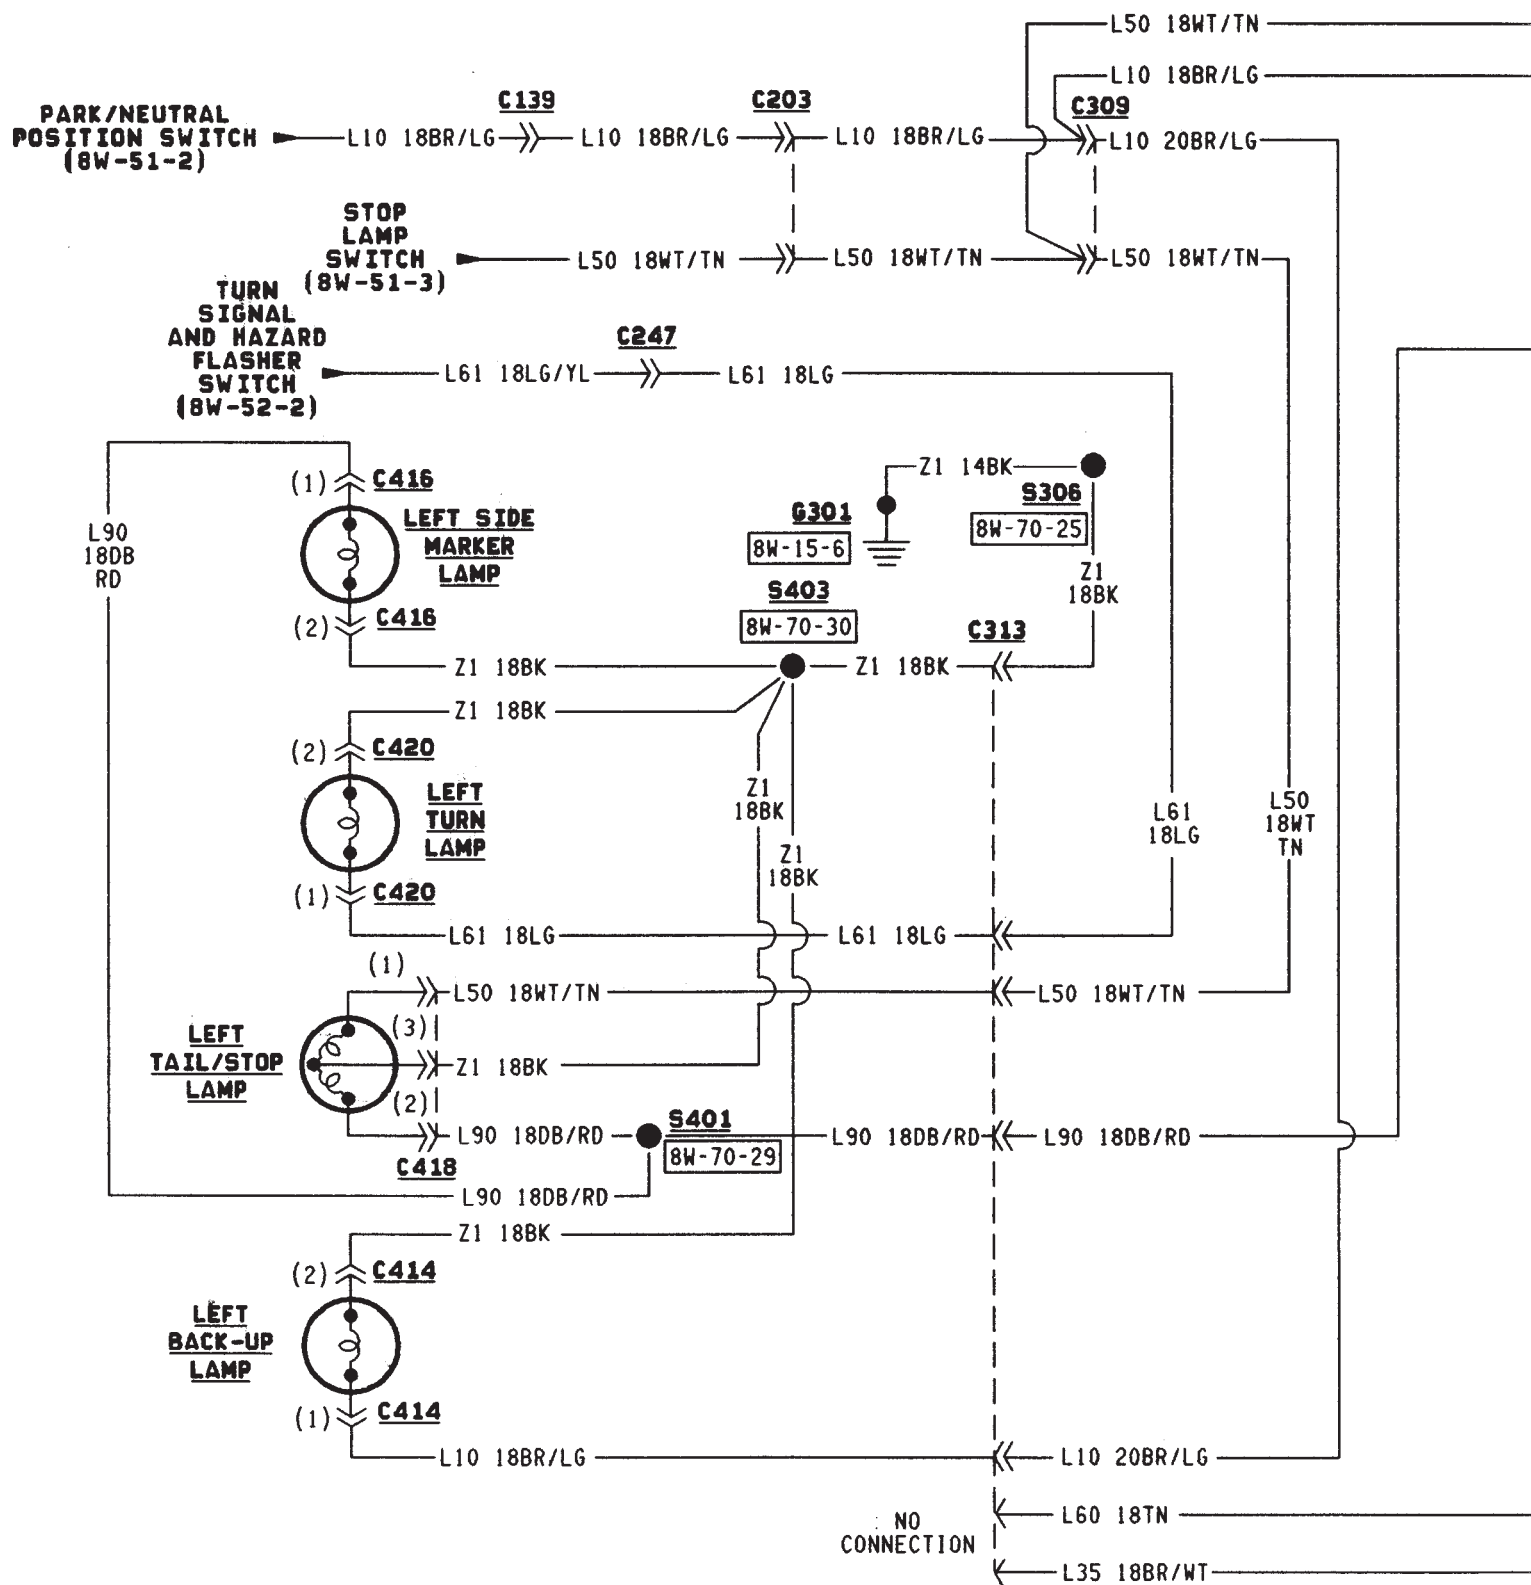 L50 18WT/TN
L10 18BR/LG
PARK/NEUTRAL
POSITION SWITCH
(8W-51-2)
C139
C203
C309
L10 18BR/LG
L10 18BR/LG
L10 18BR/LG
L10 20BR/LG
STOP
LAMP
SWITCH
(8W-51-3)
L50 18WT/TN
L50 18WT/TN
L50 18WT/TN
TURN
SIGNAL
AND HAZARD
FLASHER
SWITCH
(8W-52-2)
C247
L61 18LG/YL
L61 18LG
(1)
C416
LEFT SIDE
MARKER
LAMP
L90
18DB
RD
(2)
C416
Z1 14BK
S306
8W-70-25
G301
8W-15-6
Z1
18BK
S403
8W-70-30
C313
Z1 18BK
Z1 18BK
Z1 18BK
(2)
C420
LEFT
TURN
LAMP
(1)
C420
Z1
18BK
Z1
18BK
L61
18LG
L50
18WT
TN
L61 18LG
L61 18LG
(1)
L50 18WT/TN
L50 18WT/TN
LEFT
TAIL/STOP
LAMP
(3)
Z1 18BK
(2)
L90 18DB/RD
S401
8W-70-29
L90 18DB/RD
L90 18DB/RD
C418
L90 18DB/RD
Z1 18BK
(2)
C414
LEFT
BACK-UP
LAMP
(1)
C414
L10 18BR/LG
L10 20BR/LG
NO
CONNECTION
L60 18TN
L35 18BR/WT